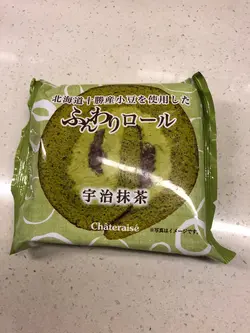 北海道十勝産小豆を使用した
ふんわりロール
宇治抹茶
Châteraisé
※写真はイメージです。